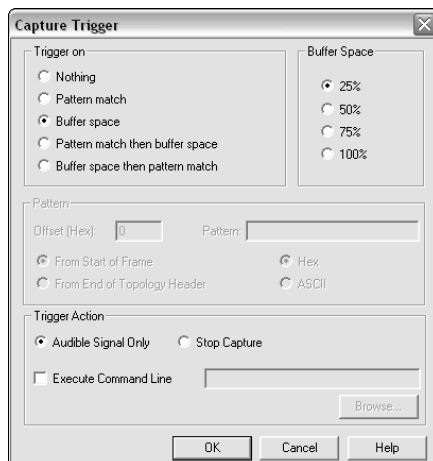 Capture Trigger
Trigger on
Nothing
Pattern match
Buffer space
Pattern match then buffer space
Buffer space then pattern match
Buffer Space
25%
50%
75%
100%
Pattern
Offset (Hex): 0 Pattern:
From Start of Frame Hex
From End of Topology Header ASCII
Trigger Action
Audible Signal Only Stop Capture
Execute Command Line
Browse...
OK Cancel Help